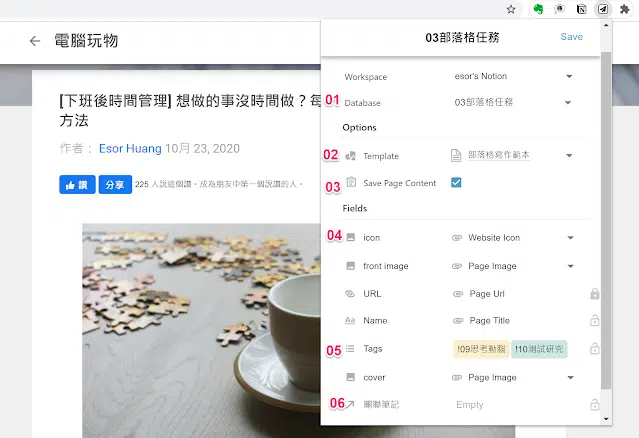 電腦玩物
[下班後時間管理] 想做的事沒時間做？每
方法
作者： Esor Huang 10月 23, 2020
讚 分享 225 人說這個讚。成為朋友中第一個說讚的人。
03部落格任務 Save
Workspace esor's Notion
01 Database 03部落格任務
Options
02 Template 部落格寫作範本
03 Save Page Content
Fields
04 icon Website Icon
front image Page Image
URL Page Url
Name Page Title
05 Tags !09思考動腦 !10測試研究
cover Page Image
06 關聯筆記 Empty